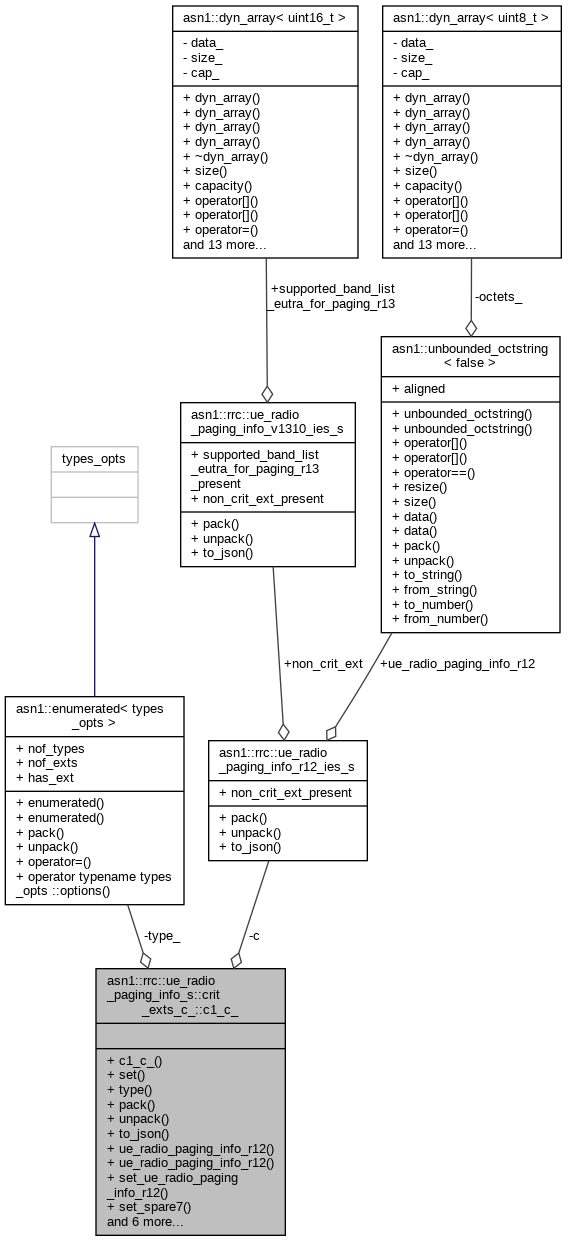 asn1::dyn_array< uint16_t >
- data_
- size_
- cap_
+ dyn_array()
+ dyn_array()
+ dyn_array()
+ dyn_array()
+ ~dyn_array()
+ size()
+ capacity()
+ operator[]()
+ operator[]()
+ operator=()
and 13 more...
asn1::dyn_array< uint8_t >
- data_
- size_
- cap_
+ dyn_array()
+ dyn_array()
+ dyn_array()
+ dyn_array()
+ ~dyn_array()
+ size()
+ capacity()
+ operator[]()
+ operator[]()
+ operator=()
and 13 more...
+supported_band_list
_eutra_for_paging_r13
-octets_
asn1::unbounded_octstring
< false >
+ aligned
+ unbounded_octstring()
+ unbounded_octstring()
+ operator[]()
+ operator[]()
+ operator==()
+ resize()
+ size()
+ data()
+ data()
+ pack()
+ unpack()
+ to_string()
+ from_string()
+ to_number()
+ from_number()
asn1::rrc::ue_radio
_paging_info_v1310_ies_s
+ supported_band_list
_eutra_for_paging_r13
_present
+ non_crit_ext_present
+ pack()
+ unpack()
+ to_json()
types_opts
+non_crit_ext
+ue_radio_paging_info_r12
asn1::enumerated< types
_opts >
+ nof_types
+ nof_exts
+ has_ext
+ enumerated()
+ enumerated()
+ pack()
+ unpack()
+ operator=()
+ operator typename types
_opts ::options()
asn1::rrc::ue_radio
_paging_info_r12_ies_s
+ non_crit_ext_present
+ pack()
+ unpack()
+ to_json()
-type_
-c
asn1::rrc::ue_radio
_paging_info_s::crit
_exts_c_::c1_c_
+ c1_c_()
+ set()
+ type()
+ pack()
+ unpack()
+ to_json()
+ ue_radio_paging_info_r12()
+ ue_radio_paging_info_r12()
+ set_ue_radio_paging
_info_r12()
+ set_spare7()
and 6 more...